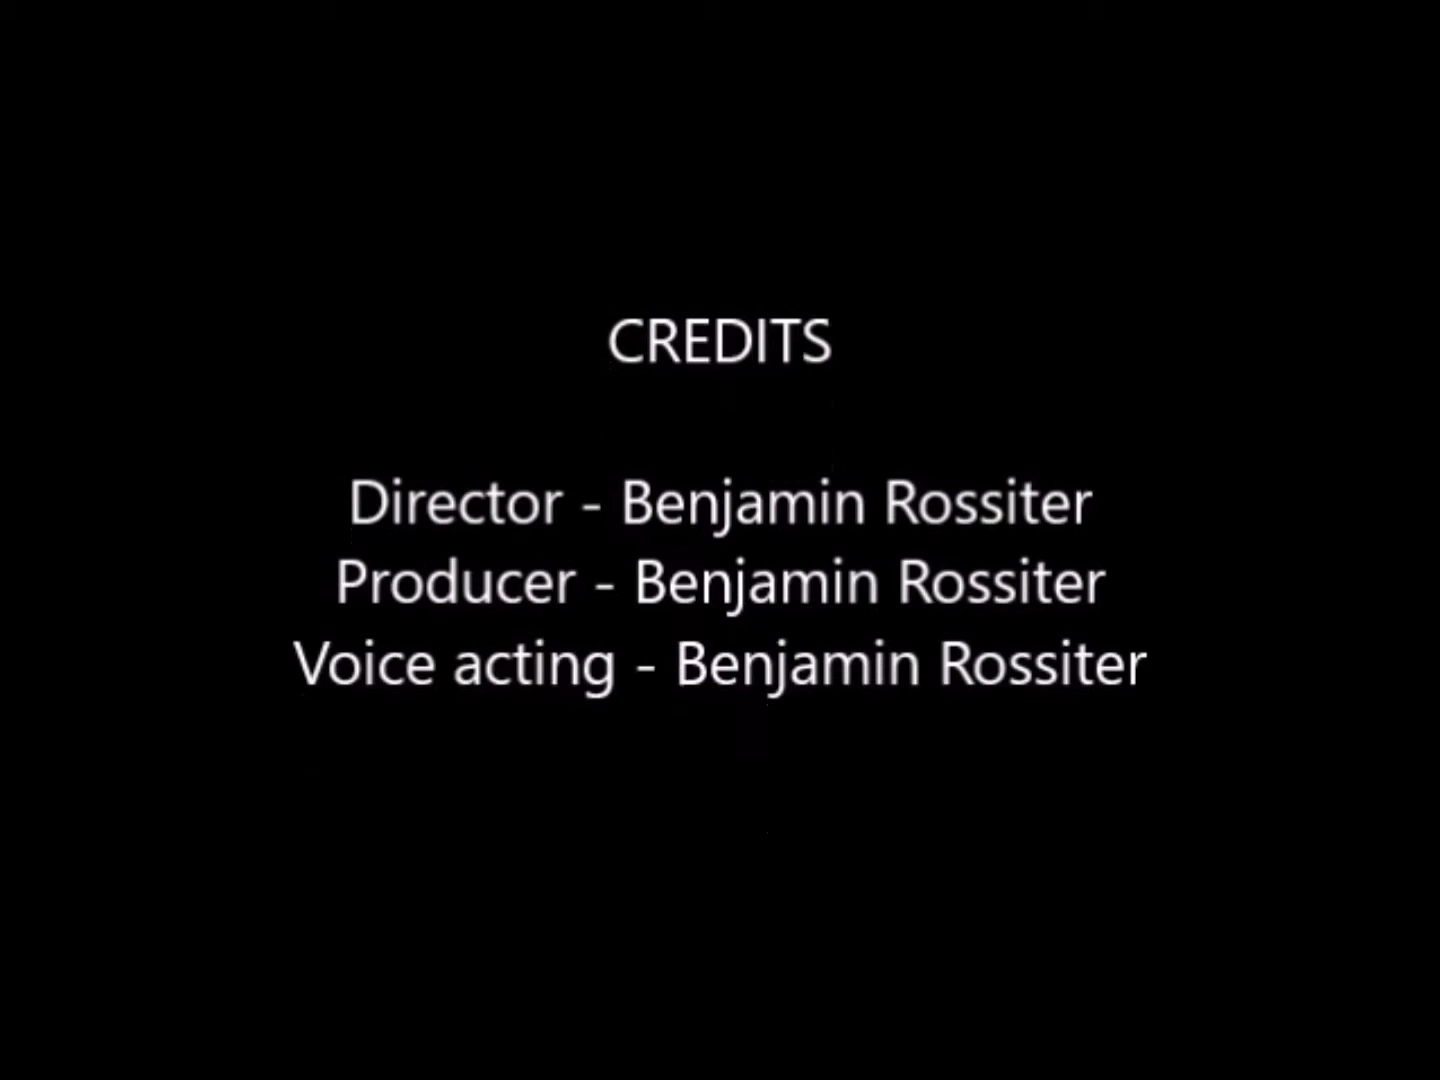 CREDITS
Director - Benjamin Rossiter
Producer - Benjamin Rossiter
Voice acting - Benjamin Rossiter